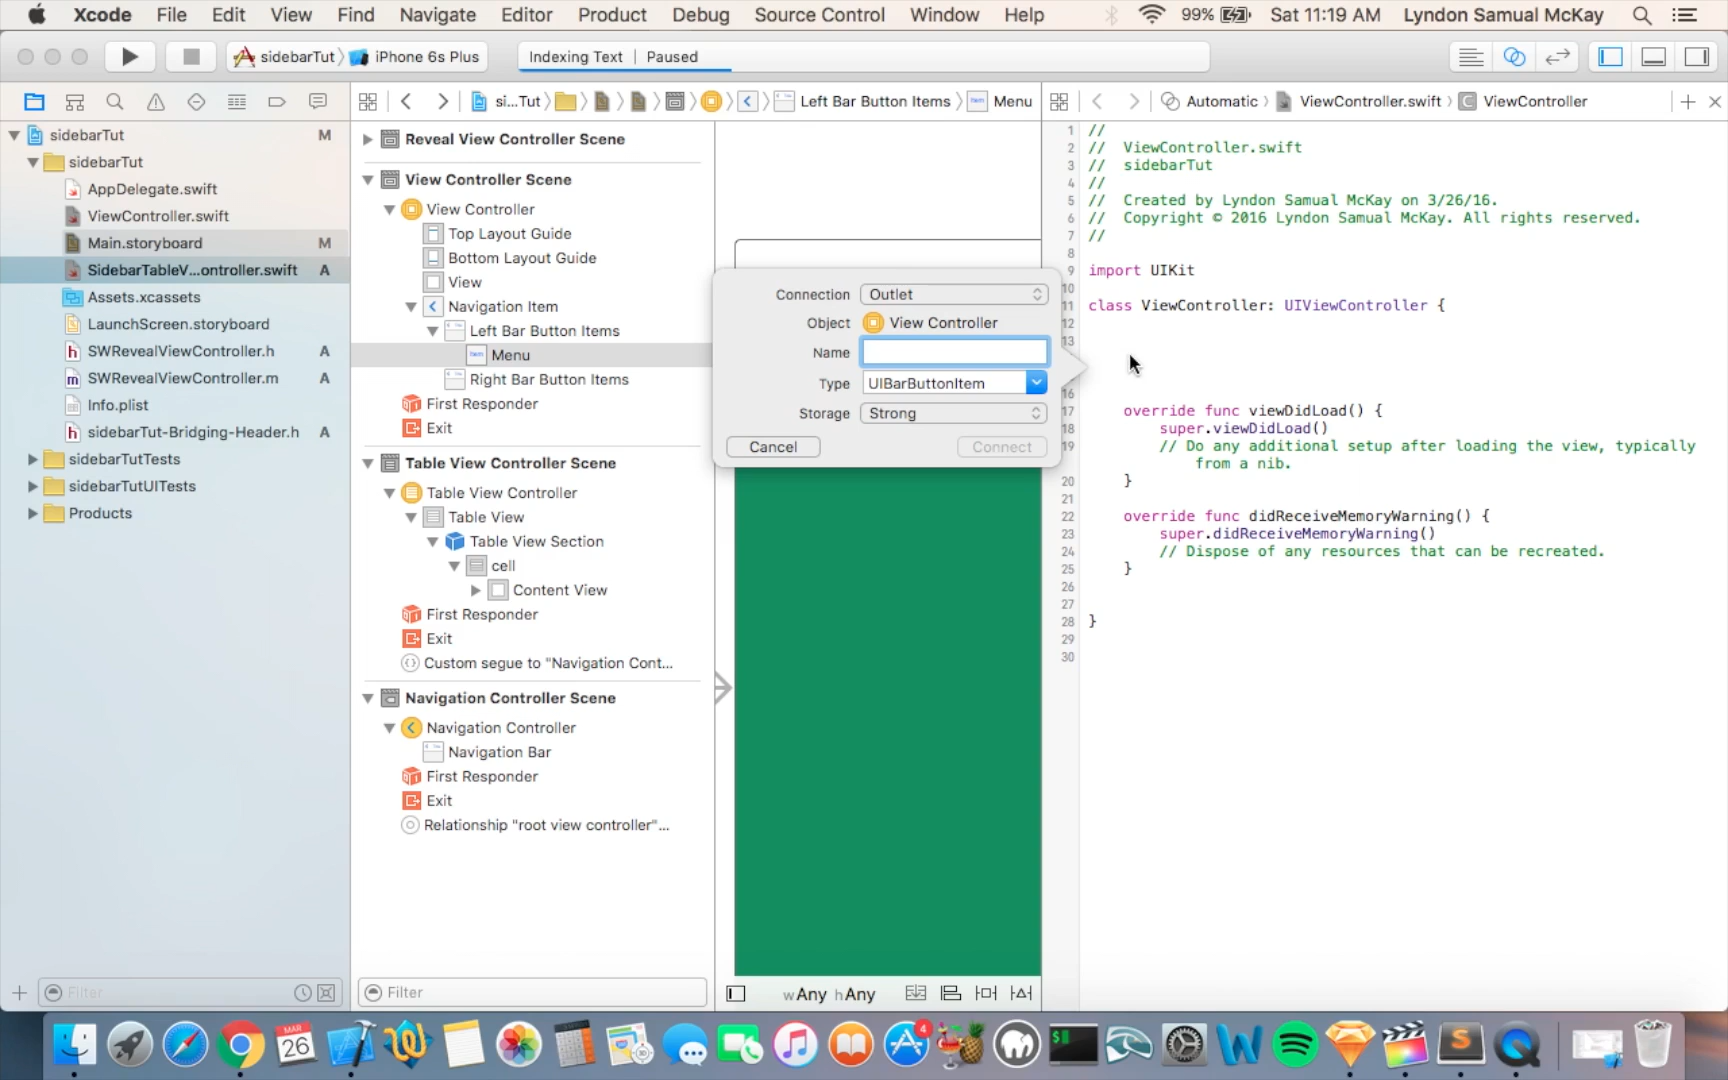 Xcode File Edit View Find Navigate Editor Product Debug Source Control Window Help 99% Sat 11:19 AM Lyndon Samual McKay
sidebarTut iPhone 6s Plus Indexing Text | Paused
si...Tut Left Bar Button Items Menu Automatic ViewController.swift ViewController
sidebarTut M
sidebarTut
AppDelegate.swift
ViewController.swift
Main.storyboard M
SidebarTableV...ontroller.swift A
Assets.xcassets
LaunchScreen.storyboard
SWRevealViewController.h A
SWRevealViewController.m A
Info.plist
sidebarTut-Bridging-Header.h A
sidebarTutTests
sidebarTutUITests
Products
Filter
Reveal View Controller Scene
View Controller Scene
View Controller
Top Layout Guide
Bottom Layout Guide
View
Navigation Item
Left Bar Button Items
Menu
Right Bar Button Items
First Responder
Exit
Table View Controller Scene
Table View Controller
Table View
Table View Section
cell
Content View
First Responder
Exit
Custom segue to "Navigation Cont...
Navigation Controller Scene
Navigation Controller
Navigation Bar
First Responder
Exit
Relationship "root view controller"...
Filter
Connection Outlet
Object View Controller
Name
Type UIBarButtonItem
Storage Strong
Cancel Connect
wAny hAny
1 //
2 // ViewController.swift
3 // sidebarTut
4 //
5 // Created by Lyndon Samual McKay on 3/26/16.
6 // Copyright © 2016 Lyndon Samual McKay. All rights reserved.
7 //
8
9 import UIKit
10
11 class ViewController: UIViewController {
12
13
16
17 override func viewDidLoad() {
18 super.viewDidLoad()
19 // Do any additional setup after loading the view, typically
from a nib.
20 }
21
22 override func didReceiveMemoryWarning() {
23 super.didReceiveMemoryWarning()
24 // Dispose of any resources that can be recreated.
25 }
26
27
28 }
29
30
MAR
26
4